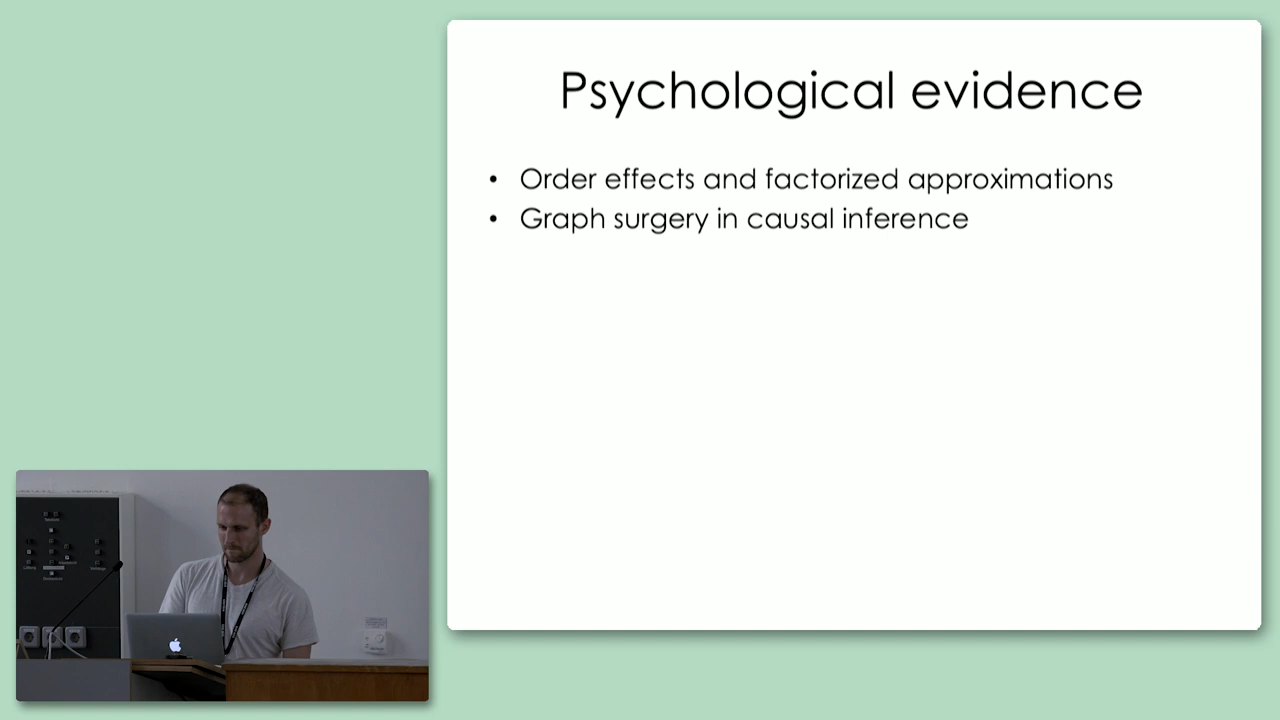 Psychological evidence
• Order effects and factorized approximations
• Graph surgery in causal inference